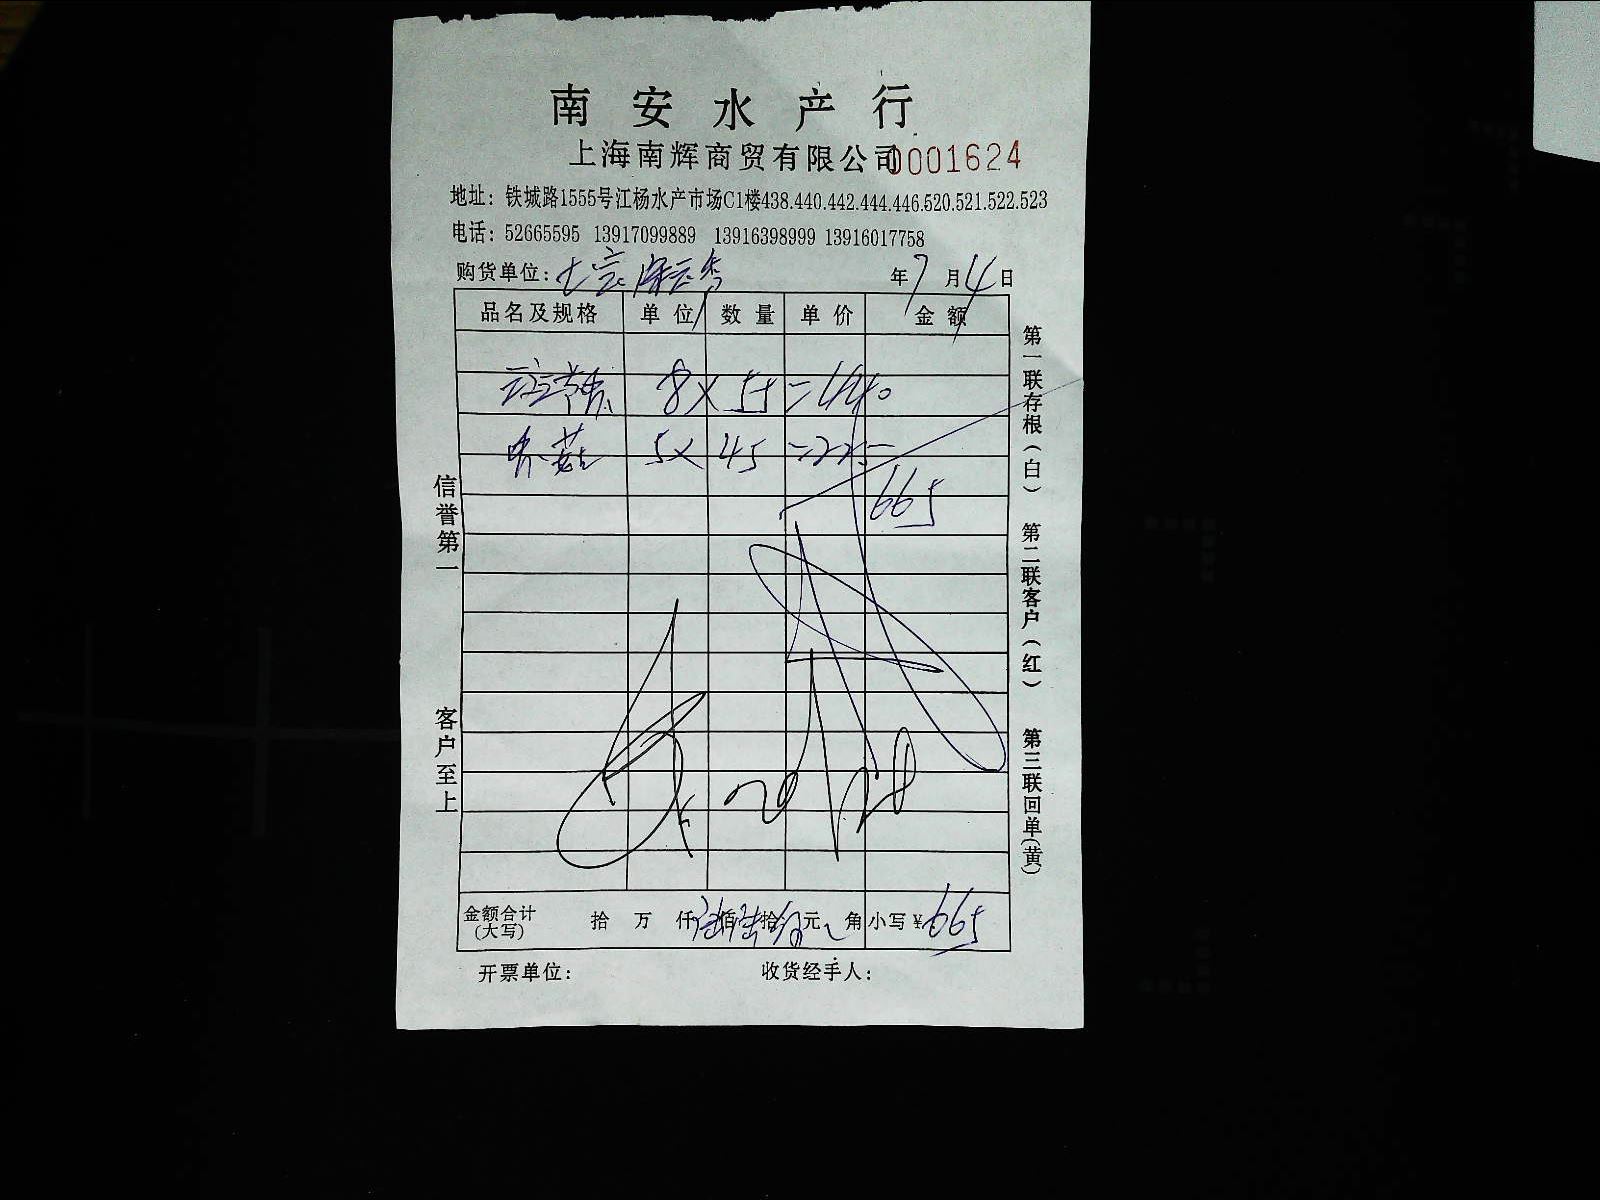 南安水产行
上海南辉商贸有限公司 0001624
地址：铁城路1555号江杨水产市场C1楼438.440.442.444.446.520.521.522.523
电话：52665595 13917099889 13916398999 13916017758
购货单位： 年7月4日
品名及规格 单位 数量 单价 金额
8× 55 =440
5× 45 =225
665
金额合计(大写) 拾 万 仟陆佰陆拾伍元 角 小写¥665
开票单位： 收货经手人：
信誉第一
客户至上
第一联存根(白)
第二联客户(红)
第三联回单(黄)